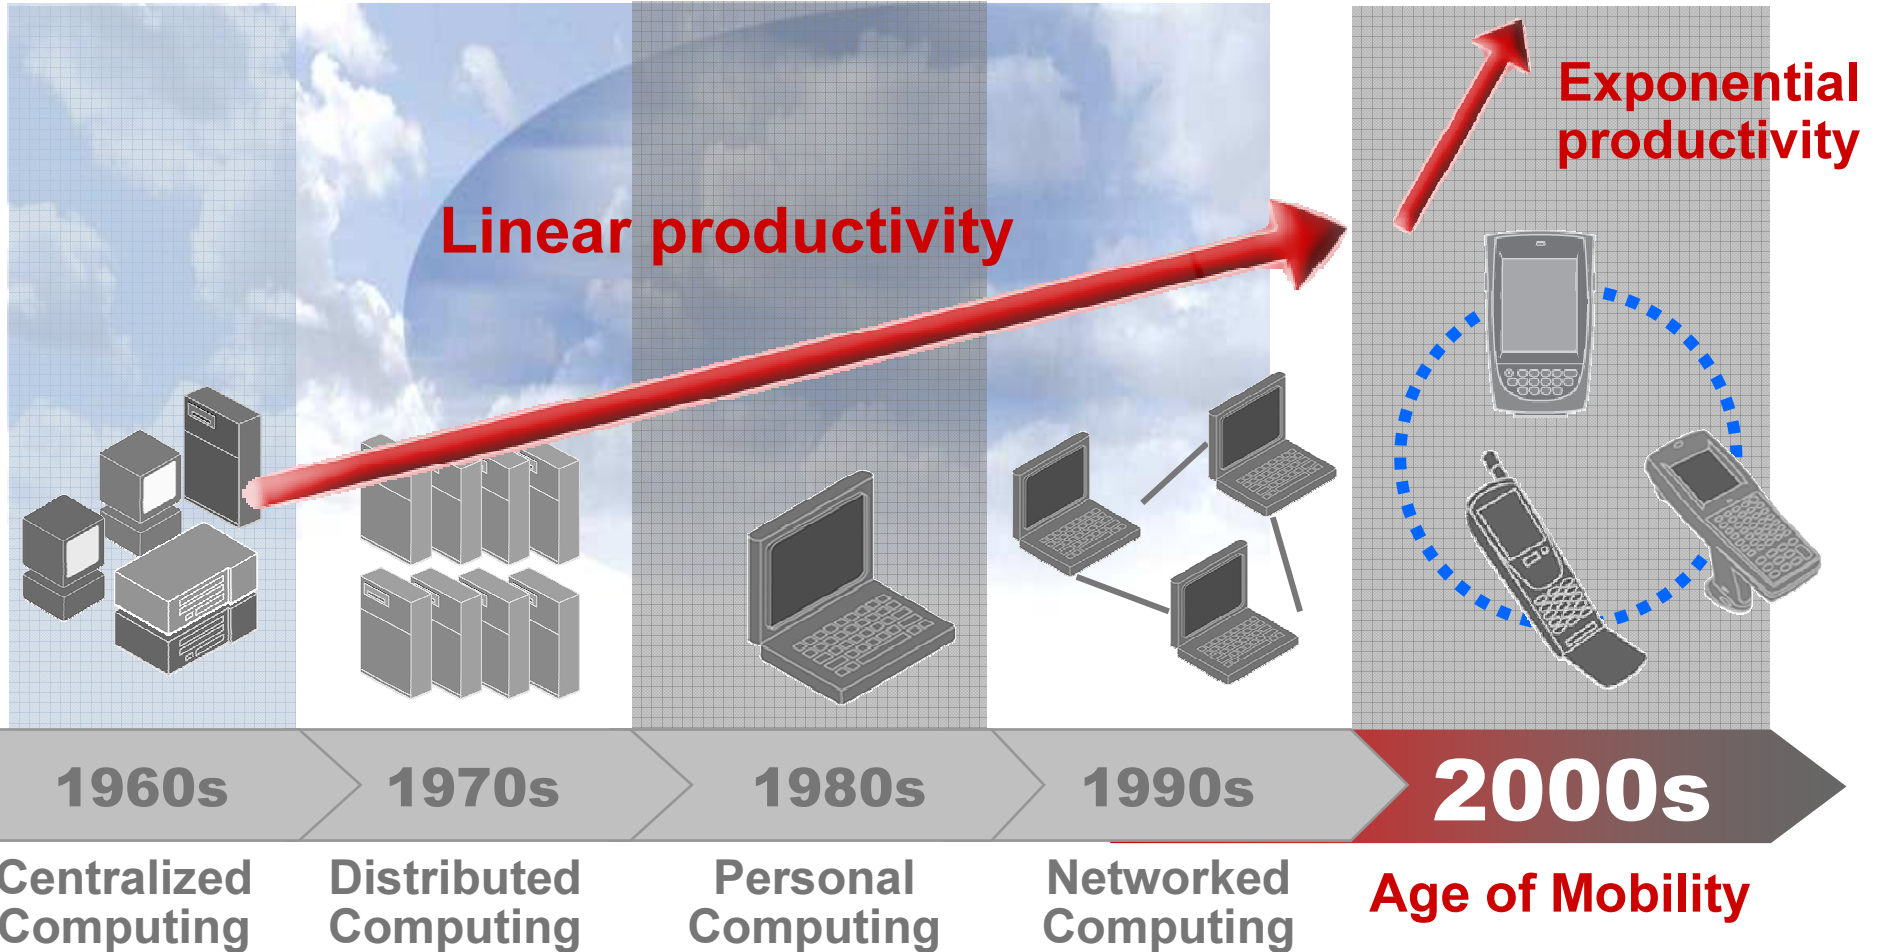 Exponential
productivity
Linear productivity
1960s
1970s
1980s
1990s
2000s
Centralized
Computing
Distributed
Computing
Personal
Computing
Networked
Computing
Age of Mobility